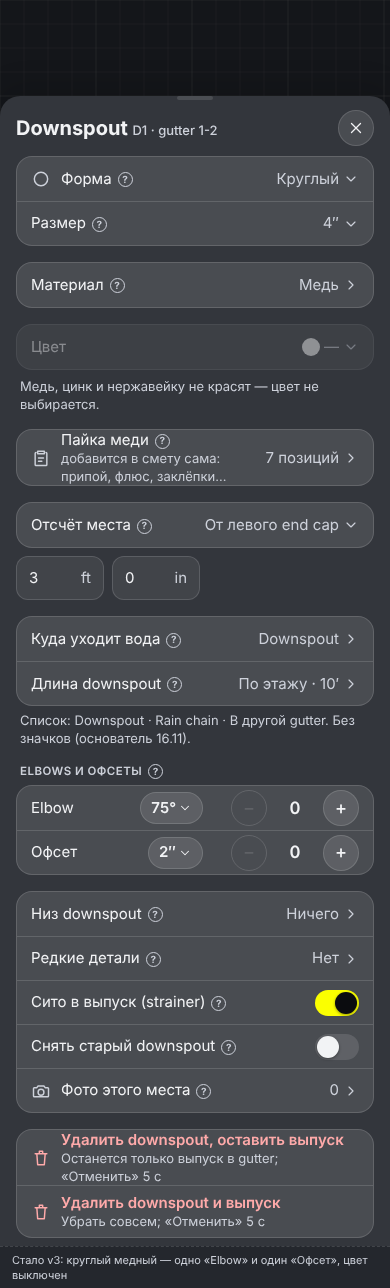 Downspout D1 · gutter 1-2
Форма ? Круглый
Размер ? 4″
Материал ? Медь
Цвет —
Медь, цинк и нержавейку не красят — цвет не
выбирается.
Пайка меди ?
добавится в смету сама:
припой, флюс, заклёпки...
7 позиций
Отсчёт места ? От левого end cap
3 ft 0 in
Куда уходит вода ? Downspout
Длина downspout ? По этажу · 10′
Список: Downspout · Rain chain · В другой gutter. Без
значков (основатель 16.11).
ELBOWS И ОФСЕТЫ ?
Elbow 75° − 0 +
Офсет 2″ − 0 +
Низ downspout ? Ничего
Редкие детали ? Нет
Сито в выпуск (strainer) ?
Снять старый downspout ?
Фото этого места ? 0
Удалить downspout, оставить выпуск
Останется только выпуск в gutter;
«Отменить» 5 с
Удалить downspout и выпуск
Убрать совсем; «Отменить» 5 с
Стало v3: круглый медный — одно «Elbow» и один «Офсет», цвет
выключен